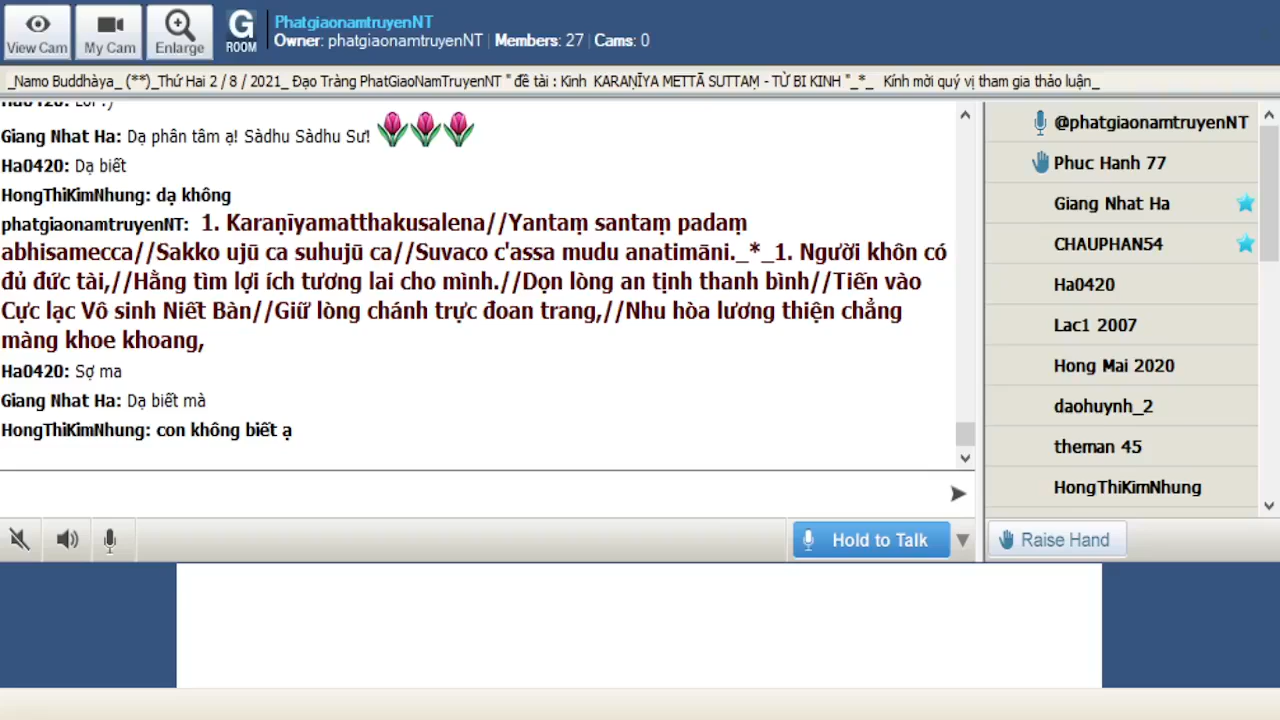 View Cam
My Cam
Enlarge
G
ROOM
PhatgiaonamtruyenNT
Owner: phatgiaonamtruyenNT | Members: 27 | Cams: 0
_Namo Buddhàya_ (**)_Thứ Hai 2 / 8 / 2021_ Đạo Tràng PhatGiaoNamTruyenNT " đề tài : Kinh KARAṆĪYA METTĀ SUTTAṂ - TỪ BI KINH "_*_ Kính mời quý vị tham gia thảo luận_
Ha0420: Lol :)
Giang Nhat Ha: Dạ phân tâm ạ! Sàdhu Sàdhu Sư!
Ha0420: Dạ biết
HongThiKimNhung: dạ không
phatgiaonamtruyenNT: 1. Karaṇīyamatthakusalena//Yantaṃ santaṃ padaṃ
abhisamecca//Sakko ujū ca suhujū ca//Suvaco c'assa mudu anatimāni._*_1. Người khôn có
đủ đức tài,//Hằng tìm lợi ích tương lai cho mình.//Dọn lòng an tịnh thanh bình//Tiến vào
Cực lạc Vô sinh Niết Bàn//Giữ lòng chánh trực đoan trang,//Nhu hòa lương thiện chẳng
màng khoe khoang,
Ha0420: Sợ ma
Giang Nhat Ha: Dạ biết mà
HongThiKimNhung: con không biết ạ
@phatgiaonamtruyenNT
Phuc Hanh 77
Giang Nhat Ha
CHAUPHAN54
Ha0420
Lac1 2007
Hong Mai 2020
daohuynh_2
theman 45
HongThiKimNhung
Hold to Talk
Raise Hand